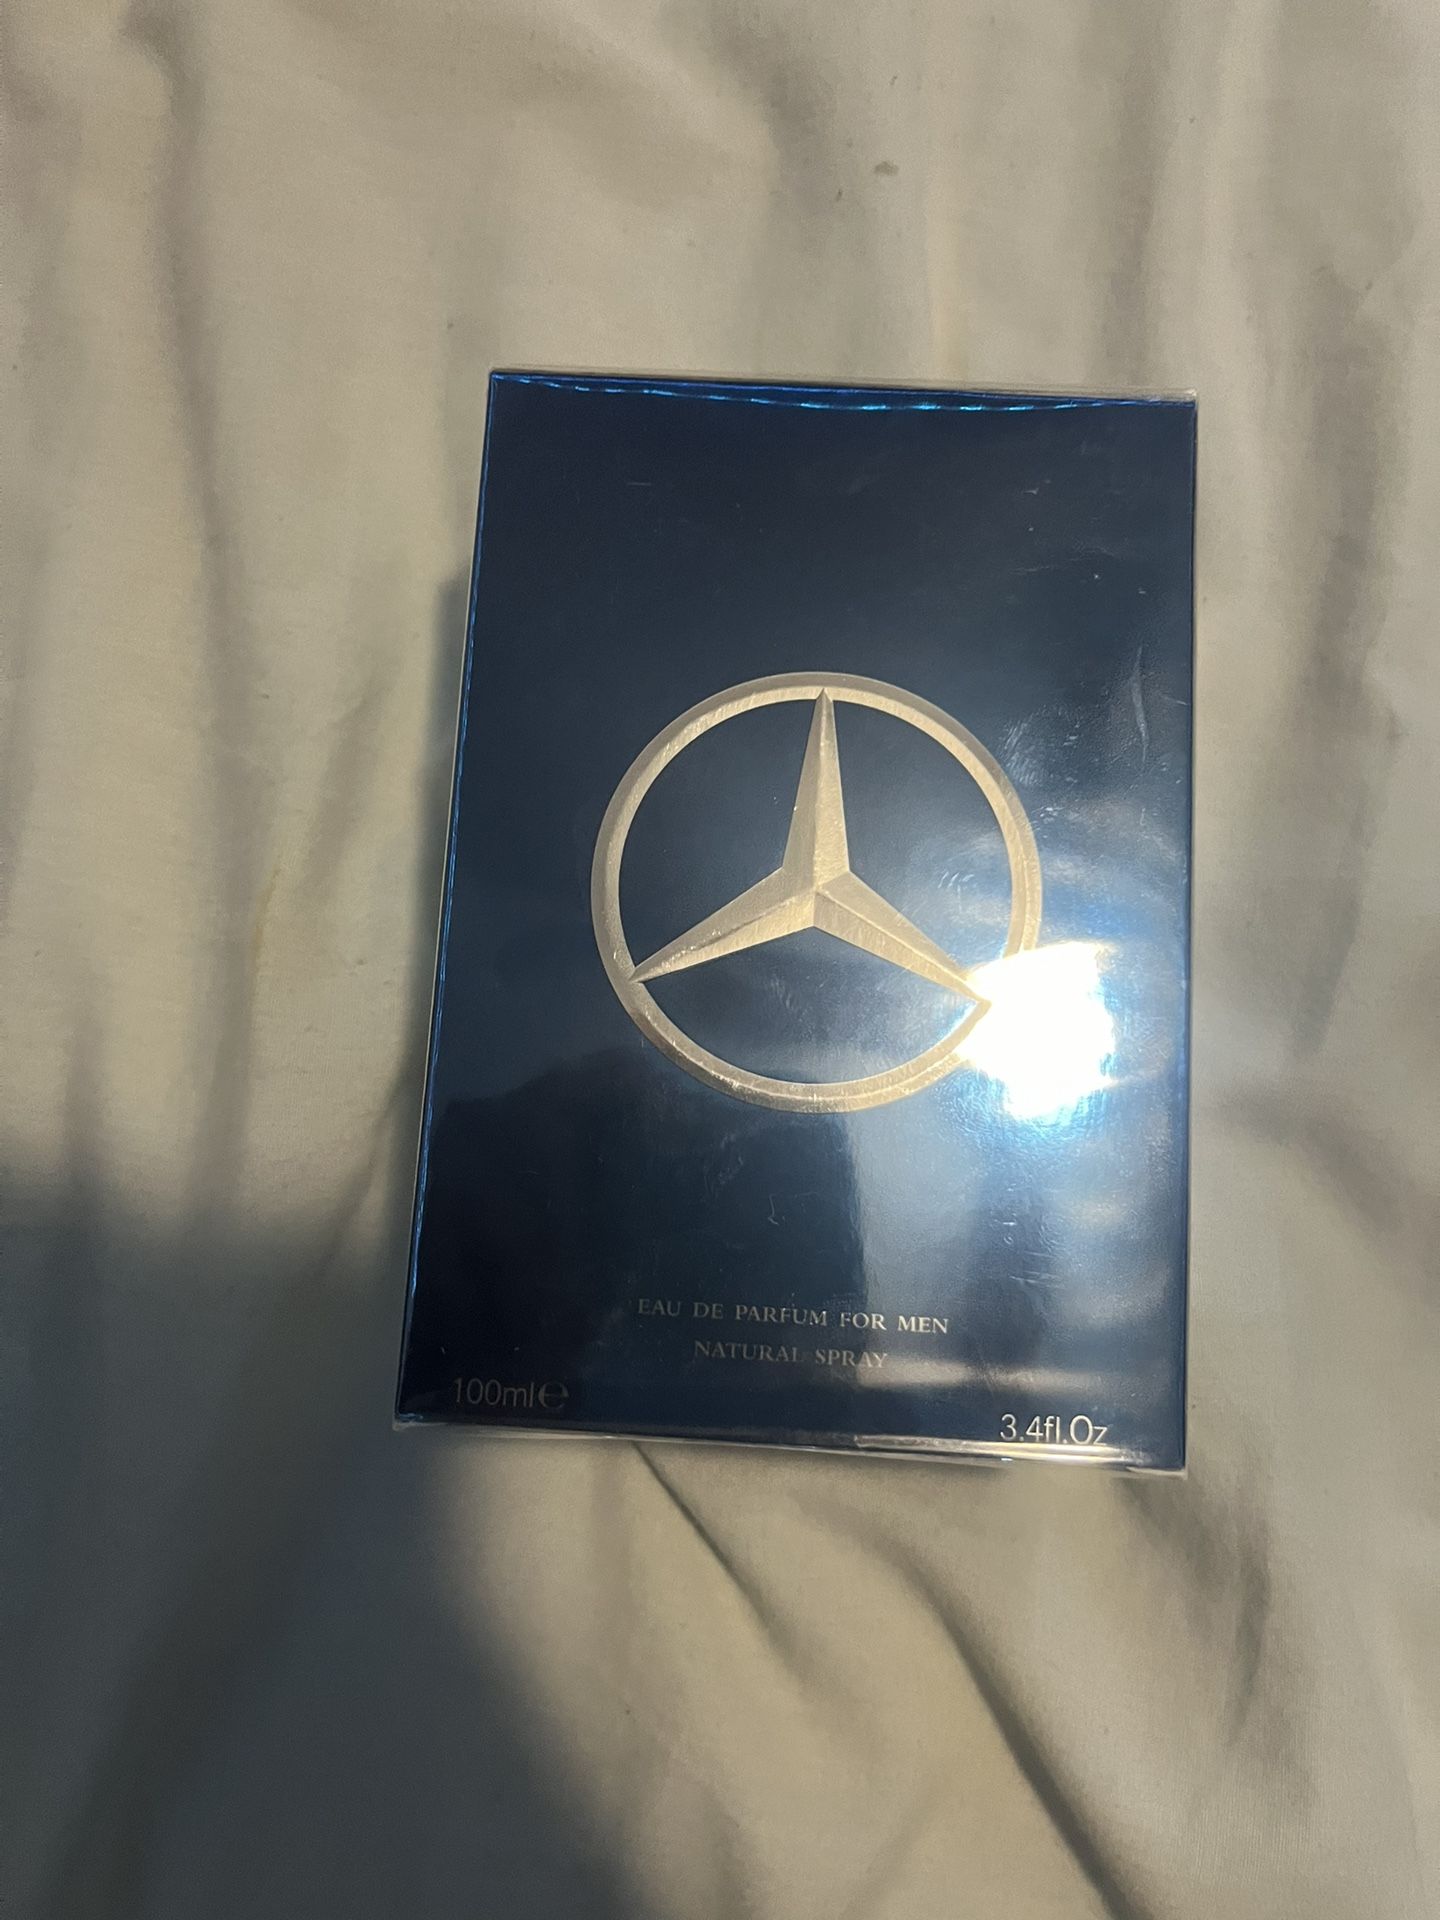 EAU DE PARFUM FOR MEN
NATURAL SPRAY
100ml℮
3.4fl.Oz